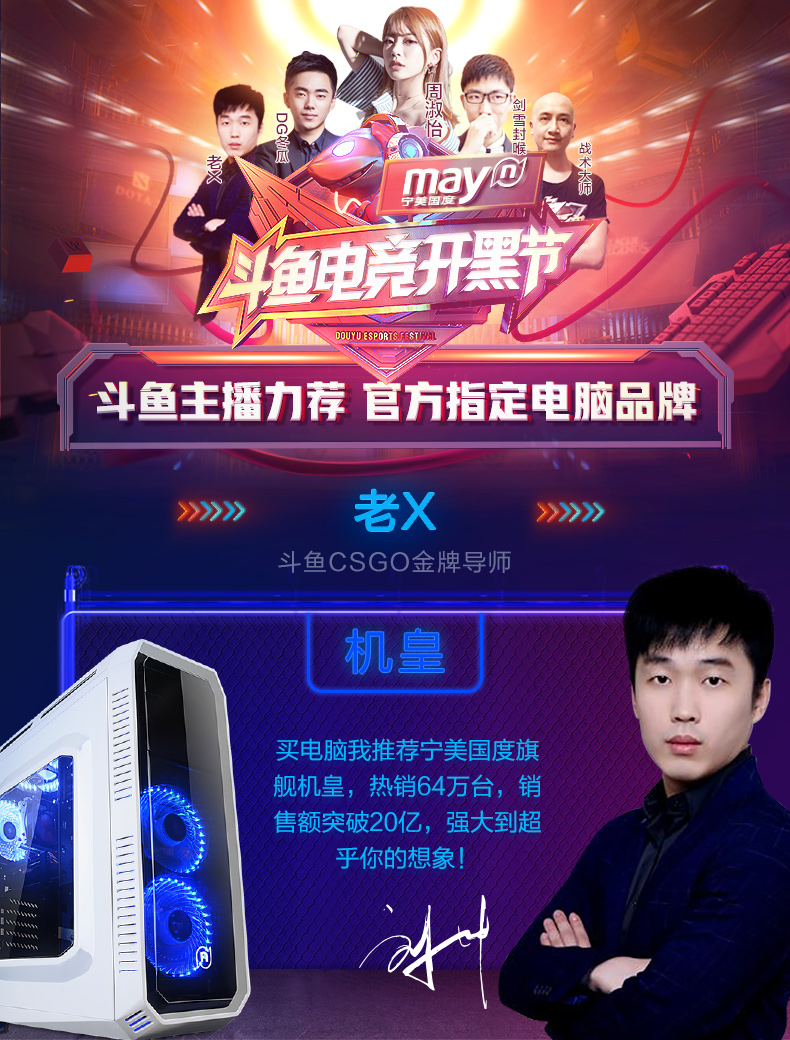 周淑怡
DG冬瓜
剑雪封喉
老X
战术大师
may n
宁美国度
斗鱼电竞开黑节
DOUYU ESPORTS FESTIVAL
斗鱼主播力荐 官方指定电脑品牌
老X
斗鱼CSGO金牌导师
机皇
买电脑我推荐宁美国度旗
舰机皇，热销64万台，销
售额突破20亿，强大到超
乎你的想象！